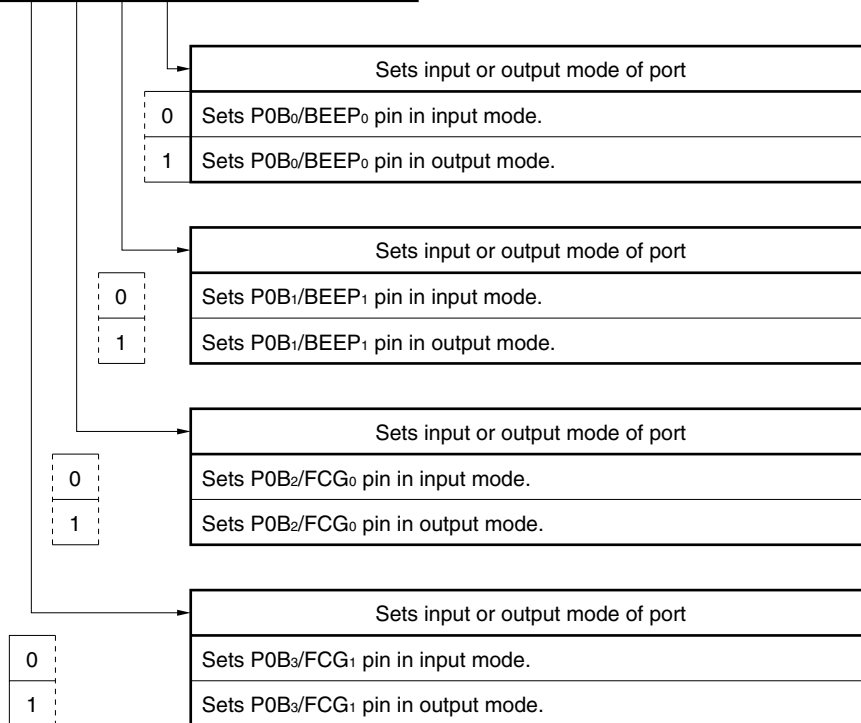 Sets input or output mode of port
0 Sets P0B₀/BEEP₀ pin in input mode.
1 Sets P0B₀/BEEP₀ pin in output mode.
Sets input or output mode of port
0 Sets P0B₁/BEEP₁ pin in input mode.
1 Sets P0B₁/BEEP₁ pin in output mode.
Sets input or output mode of port
0 Sets P0B₂/FCG₀ pin in input mode.
1 Sets P0B₂/FCG₀ pin in output mode.
Sets input or output mode of port
0 Sets P0B₃/FCG₁ pin in input mode.
1 Sets P0B₃/FCG₁ pin in output mode.